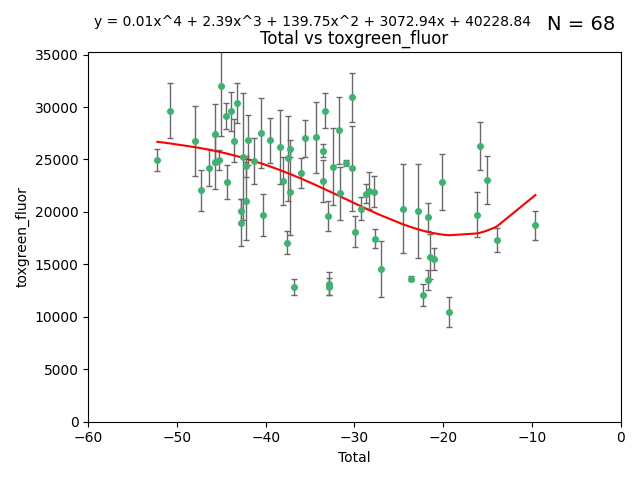 y = 0.01x^4 + 2.39x^3 + 139.75x^2 + 3072.94x + 40228.84
N = 68
Total vs toxgreen_fluor
35000
30000
25000
20000
15000
10000
5000
0
toxgreen_fluor
−60 −50 −40 −30 −20 −10 0
Total